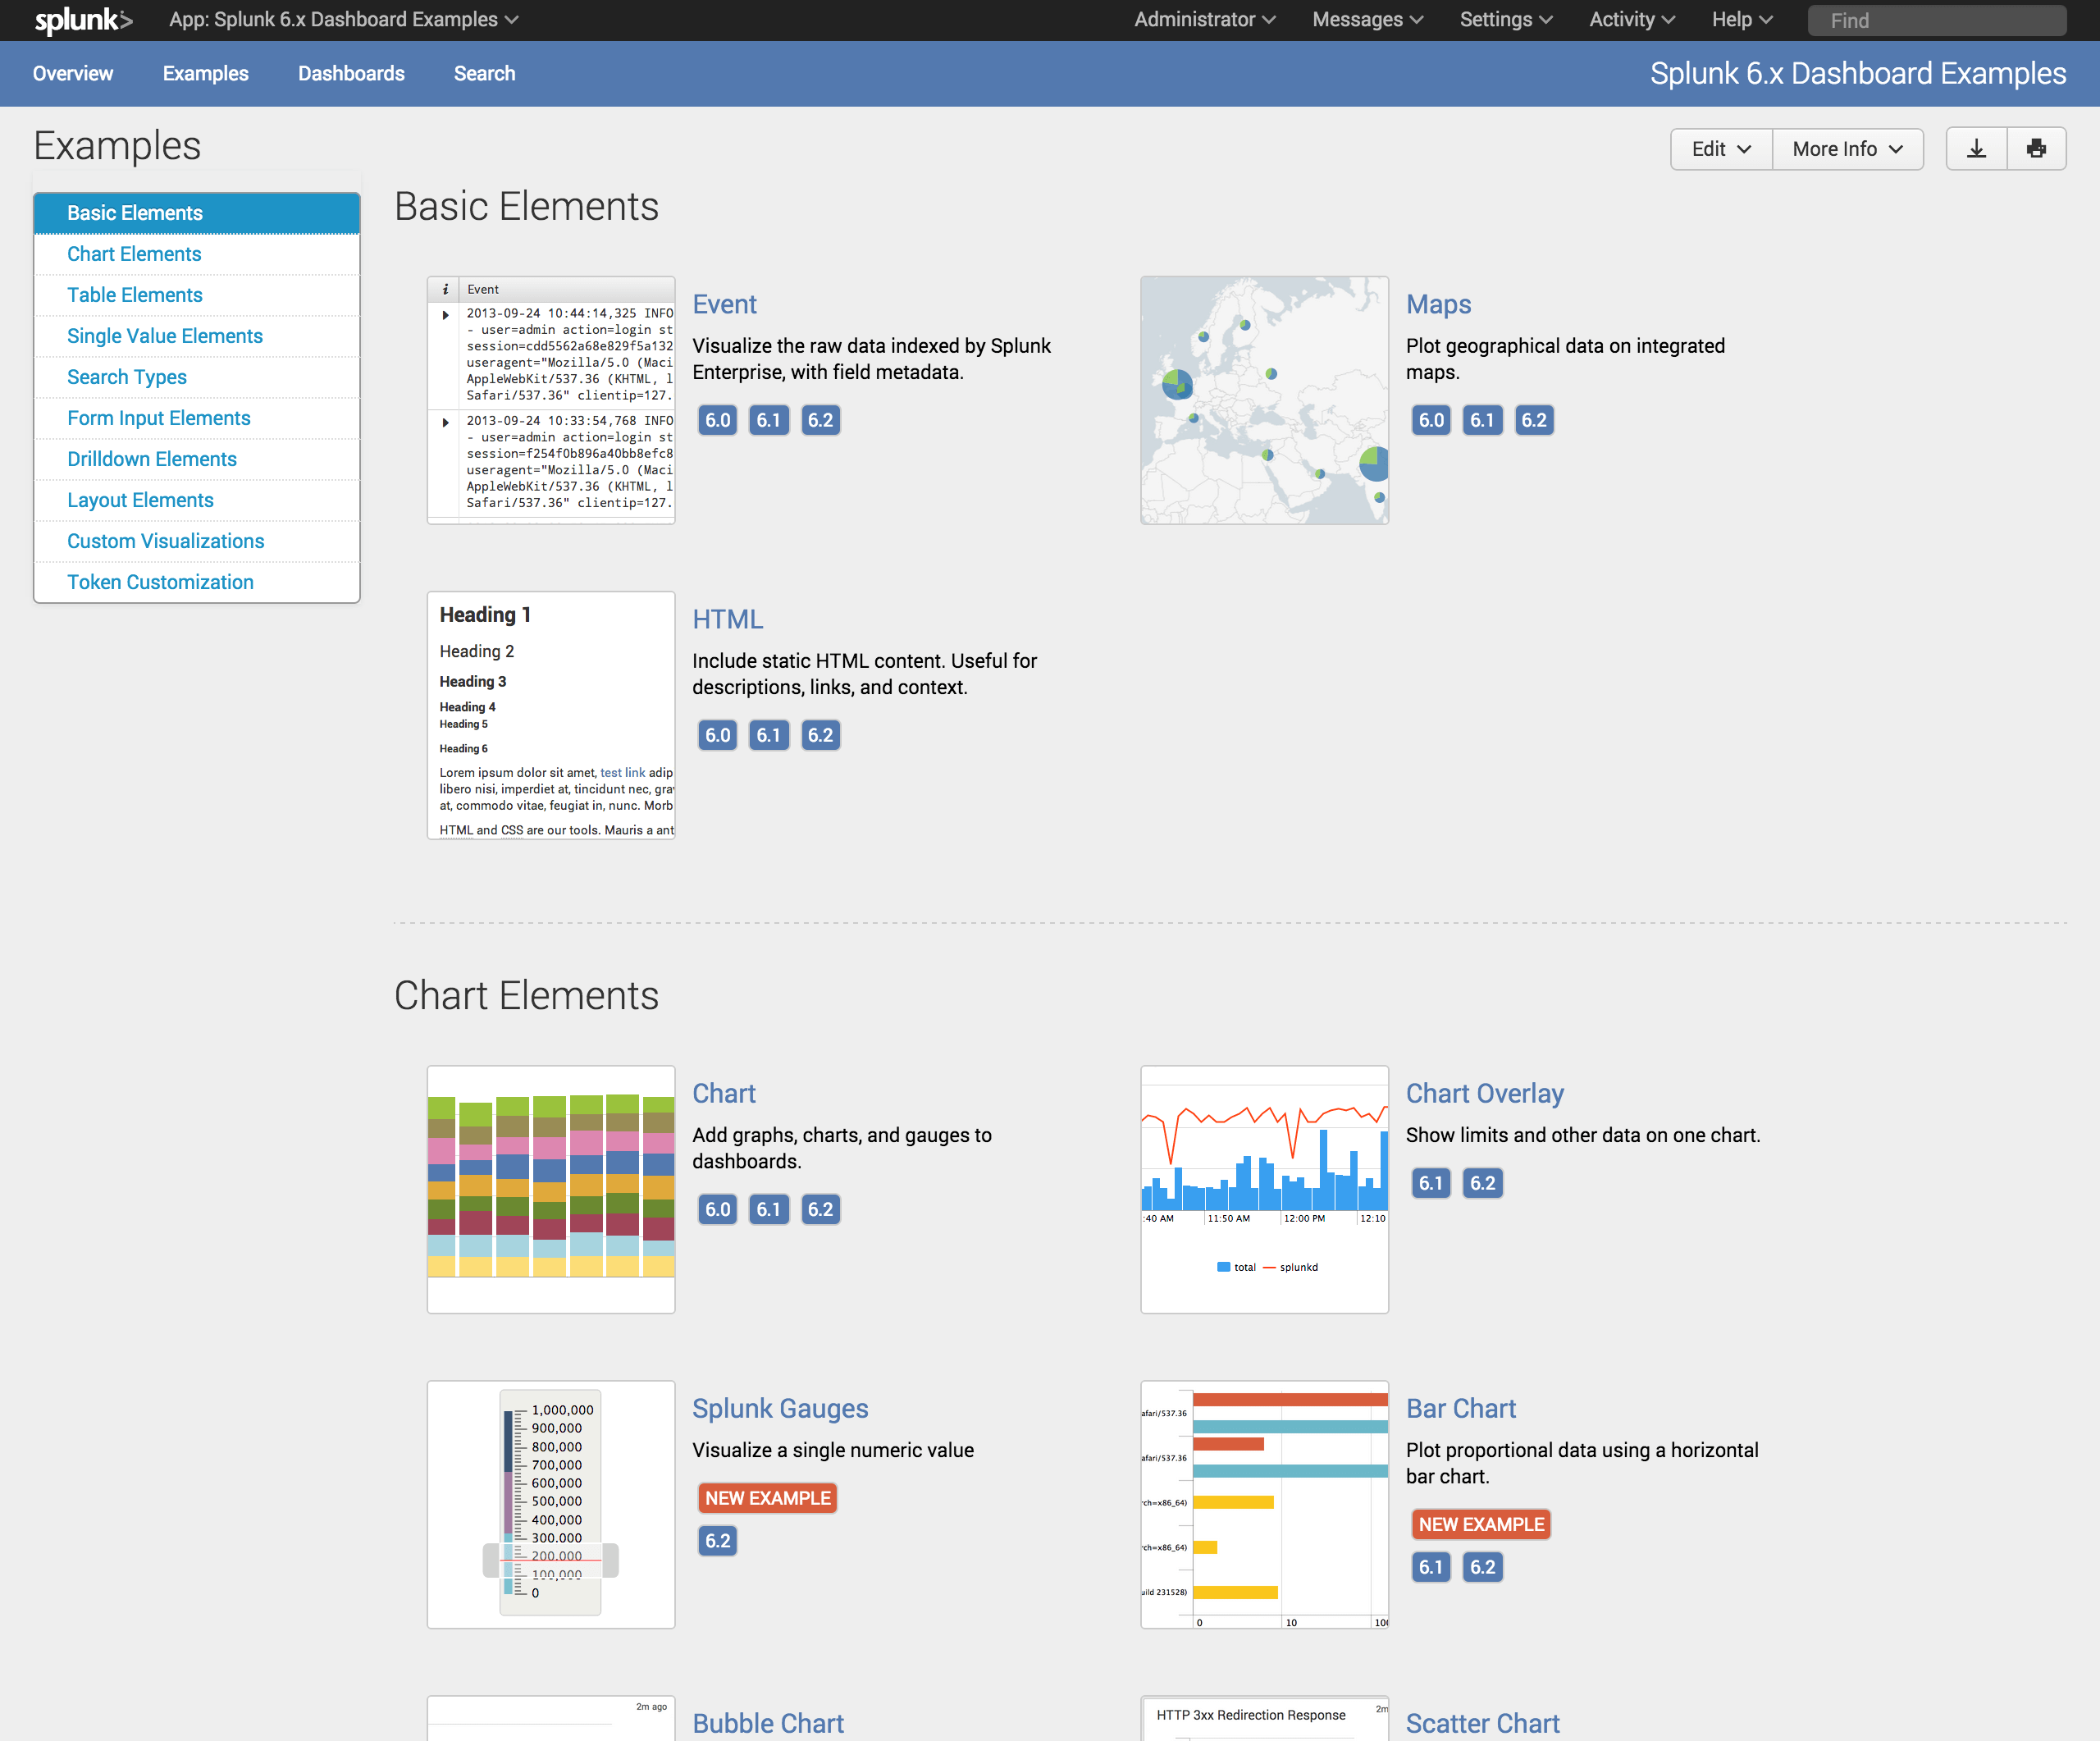 splunk> App: Splunk 6.x Dashboard Examples Administrator Messages Settings Activity Help Find
Overview Examples Dashboards Search Splunk 6.x Dashboard Examples
Examples
Edit More Info
Basic Elements
Chart Elements
Table Elements
Single Value Elements
Search Types
Form Input Elements
Drilldown Elements
Layout Elements
Custom Visualizations
Token Customization
Basic Elements
i Event
2013-09-24 10:44:14,325 INFO
- user=admin action=login st
session=cdd5562a68e829f5a132
useragent="Mozilla/5.0 (Maci
AppleWebKit/537.36 (KHTML, l
Safari/537.36" clientip=127.
2013-09-24 10:33:54,768 INFO
- user=admin action=login st
session=f254f0b896a40bb8efc8
useragent="Mozilla/5.0 (Maci
AppleWebKit/537.36 (KHTML, l
Safari/537.36" clientip=127.
Event
Visualize the raw data indexed by Splunk
Enterprise, with field metadata.
6.0 6.1 6.2
Maps
Plot geographical data on integrated
maps.
6.0 6.1 6.2
Heading 1
Heading 2
Heading 3
Heading 4
Heading 5
Heading 6
Lorem ipsum dolor sit amet, test link adip
libero nisi, imperdiet at, tincidunt nec, gra
at, commodo vitae, feugiat in, nunc. Morb
HTML and CSS are our tools. Mauris a ant
HTML
Include static HTML content. Useful for
descriptions, links, and context.
6.0 6.1 6.2
Chart Elements
Chart
Add graphs, charts, and gauges to
dashboards.
6.0 6.1 6.2
:40 AM 11:50 AM 12:00 PM 12:10
total splunkd
Chart Overlay
Show limits and other data on one chart.
6.1 6.2
1,000,000
900,000
800,000
700,000
600,000
500,000
400,000
300,000
200,000
100,000
0
Splunk Gauges
Visualize a single numeric value
NEW EXAMPLE
6.2
afari/537.36
afari/537.36
rch=x86_64)
rch=x86_64)
uild 231528)
0 10 100
Bar Chart
Plot proportional data using a horizontal
bar chart.
NEW EXAMPLE
6.1 6.2
2m ago
Bubble Chart
HTTP 3xx Redirection Response 2m
Scatter Chart